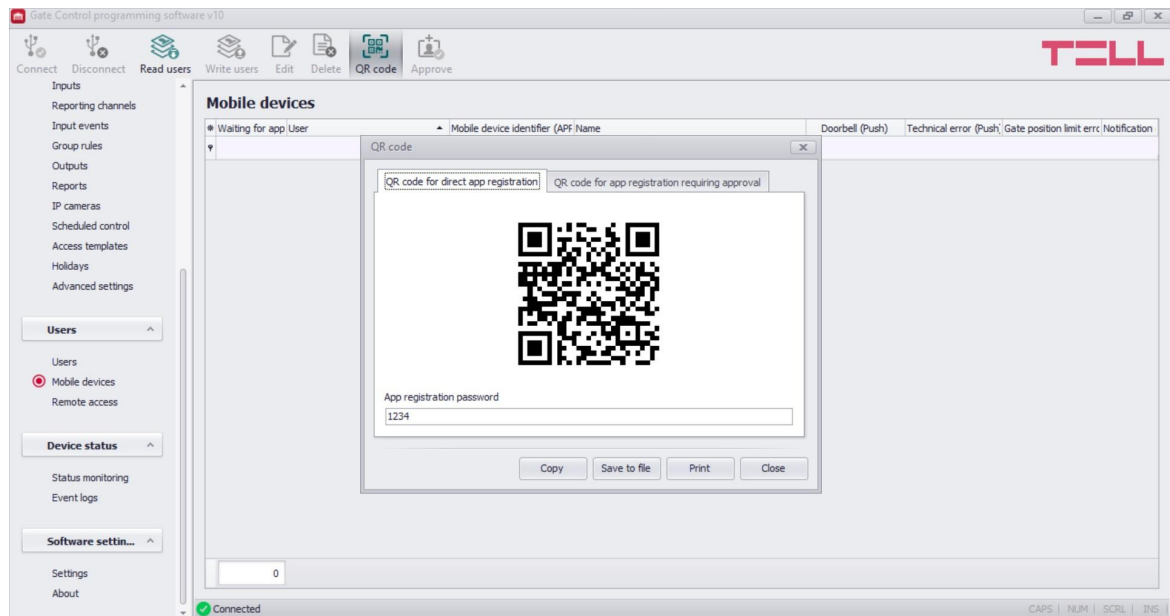 Gate Control programming software v10
Connect Disconnect Read users Write users Edit Delete QR code Approve
TELL
Inputs
Reporting channels
Input events
Group rules
Outputs
Reports
IP cameras
Scheduled control
Access templates
Holidays
Advanced settings
Users
Users
Mobile devices
Remote access
Device status
Status monitoring
Event logs
Software settin...
Settings
About
Mobile devices
Waiting for app User Mobile device identifier (APP Name Doorbell (Push) Technical error (Push) Gate position limit erro Notification
QR code
QR code for direct app registration QR code for app registration requiring approval
App registration password
1234
Copy Save to file Print Close
0
Connected
CAPS NUM SCRL INS